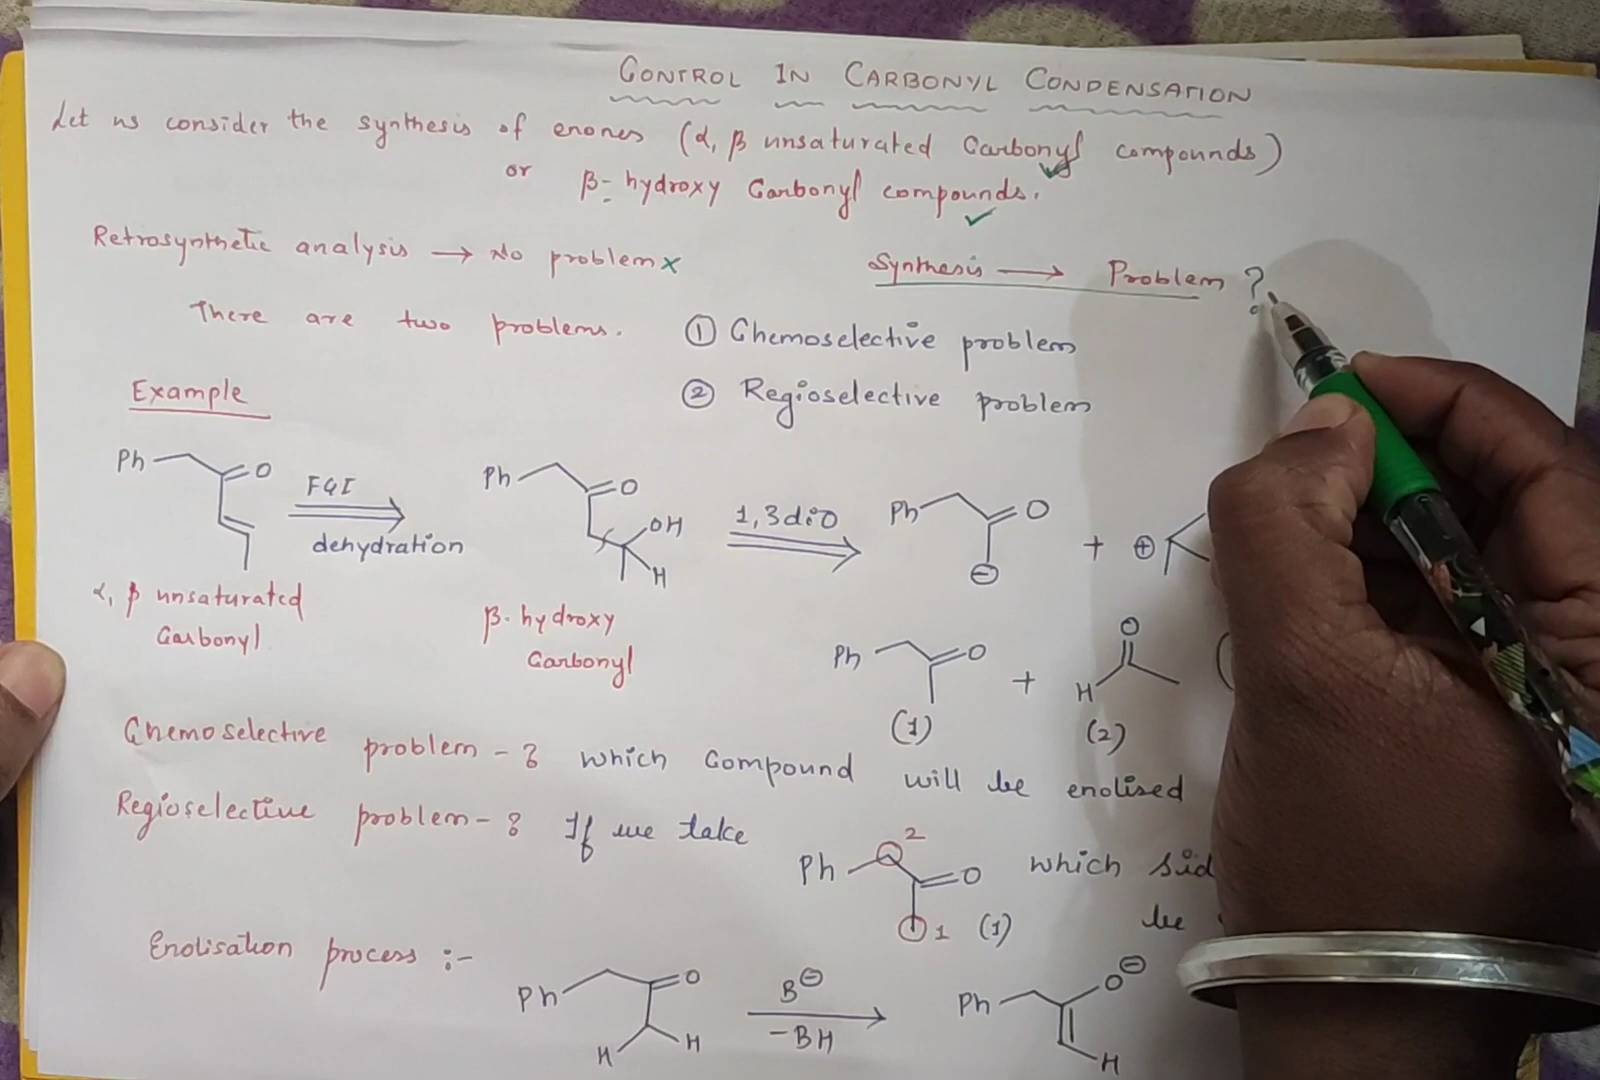 CONTROL IN CARBONYL CONDENSATION
Let us consider the synthesis of enones (α, β unsaturated Carbonyl compounds)
or β- hydroxy Carbonyl compounds.
Retrosynthetic analysis → No problem x
Synthesis → Problem ?
There are two problems. ① Chemoselective problem
② Regioselective problem
Example
Ph O FGI dehydration Ph O OH H 1,3 diO Ph O ⊖ + ⊕
α, β unsaturated Carbonyl
β- hydroxy Carbonyl
Ph O (1) + O H (2)
Chemoselective problem - ? which compound will be enolised
Regioselective problem - ? If we take Ph 2 O 1 (1) which
be
Enolisation process :-
Ph O H H B⊖ -BH Ph O⊖ H